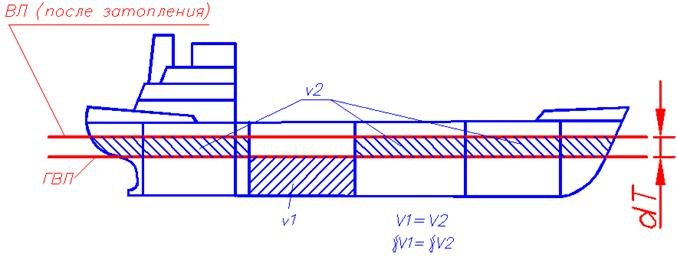 ВЛ (после затопления)
v2
ГВЛ
v1
V1 = V2
γV1 = γV2
dT